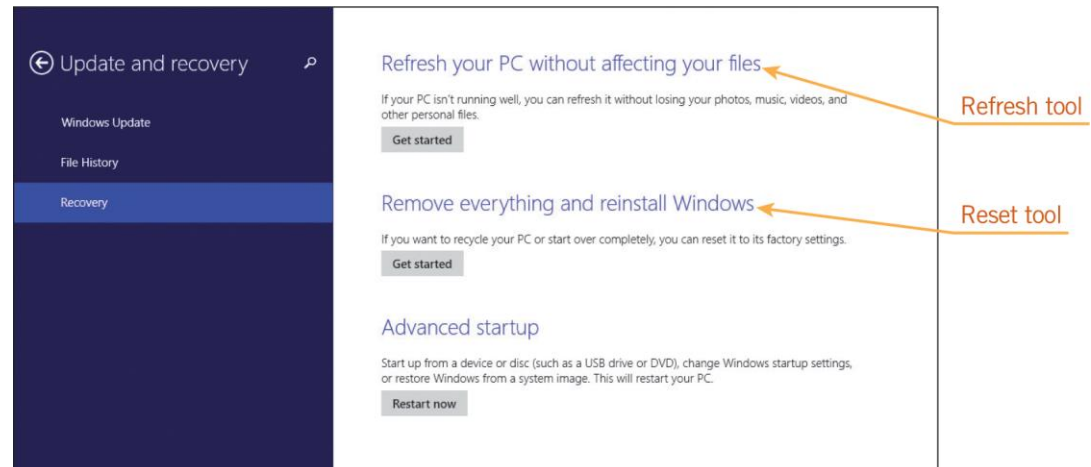 Update and recovery
Windows Update
File History
Recovery
Refresh your PC without affecting your files
If your PC isn't running well, you can refresh it without losing your photos, music, videos, and
other personal files.
Get started
Remove everything and reinstall Windows
If you want to recycle your PC or start over completely, you can reset it to its factory settings.
Get started
Advanced startup
Start up from a device or disc (such as a USB drive or DVD), change Windows startup settings,
or restore Windows from a system image. This will restart your PC.
Restart now
Refresh tool
Reset tool